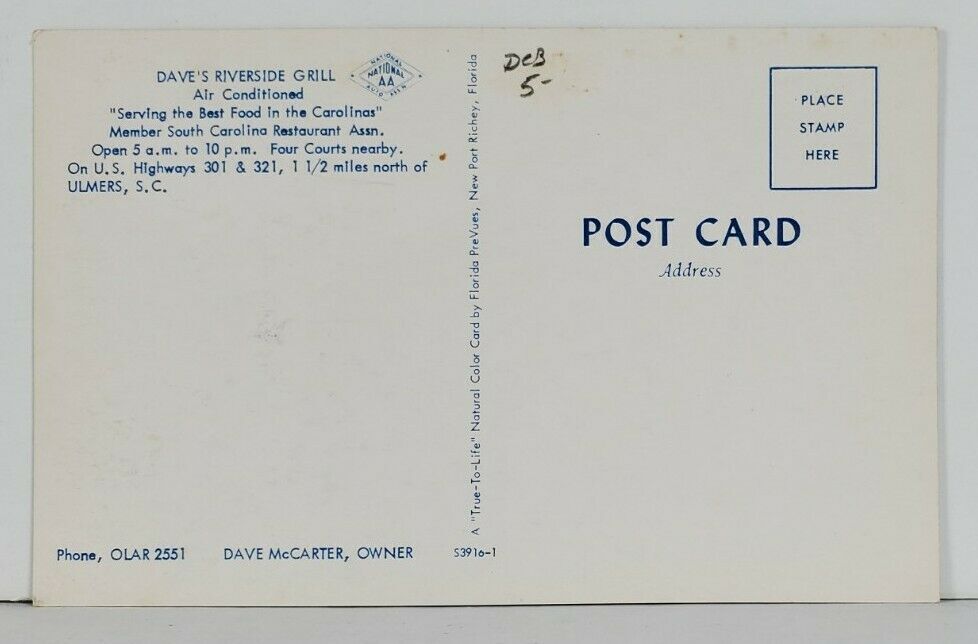 DAVE'S RIVERSIDE GRILL
Air Conditioned
"Serving the Best Food in the Carolinas"
Member South Carolina Restaurant Assn.
Open 5 a.m. to 10 p.m. Four Courts nearby.
On U.S. Highways 301 & 321, 1 1/2 miles north of
ULMERS, S.C.
NATIONAL
NATIONAL
AA
AUTO ASSN.
Phone, OLAR 2551 DAVE McCARTER, OWNER
A "True-To-Life" Natural Color Card by Florida PreVues, New Port Richey, Florida
S3916-1
DCB
5-
PLACE
STAMP
HERE
POST CARD
Address